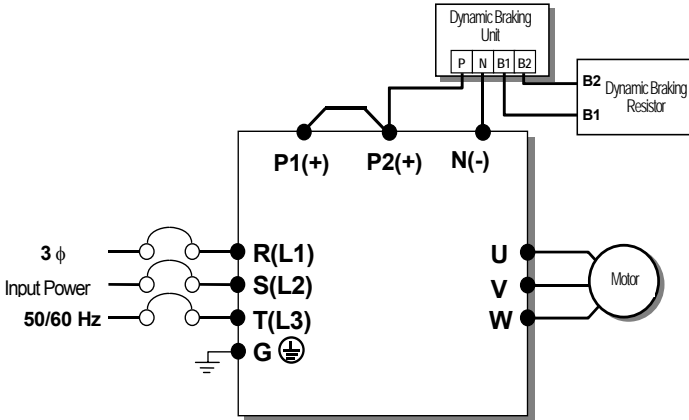 Dynamic Braking
Unit
P N B1 B2
B2
B1
Dynamic Braking
Resistor
P1(+) P2(+) N(-)
3 ϕ
Input Power
50/60 Hz
R(L1)
S(L2)
T(L3)
G
U
V
W
Motor